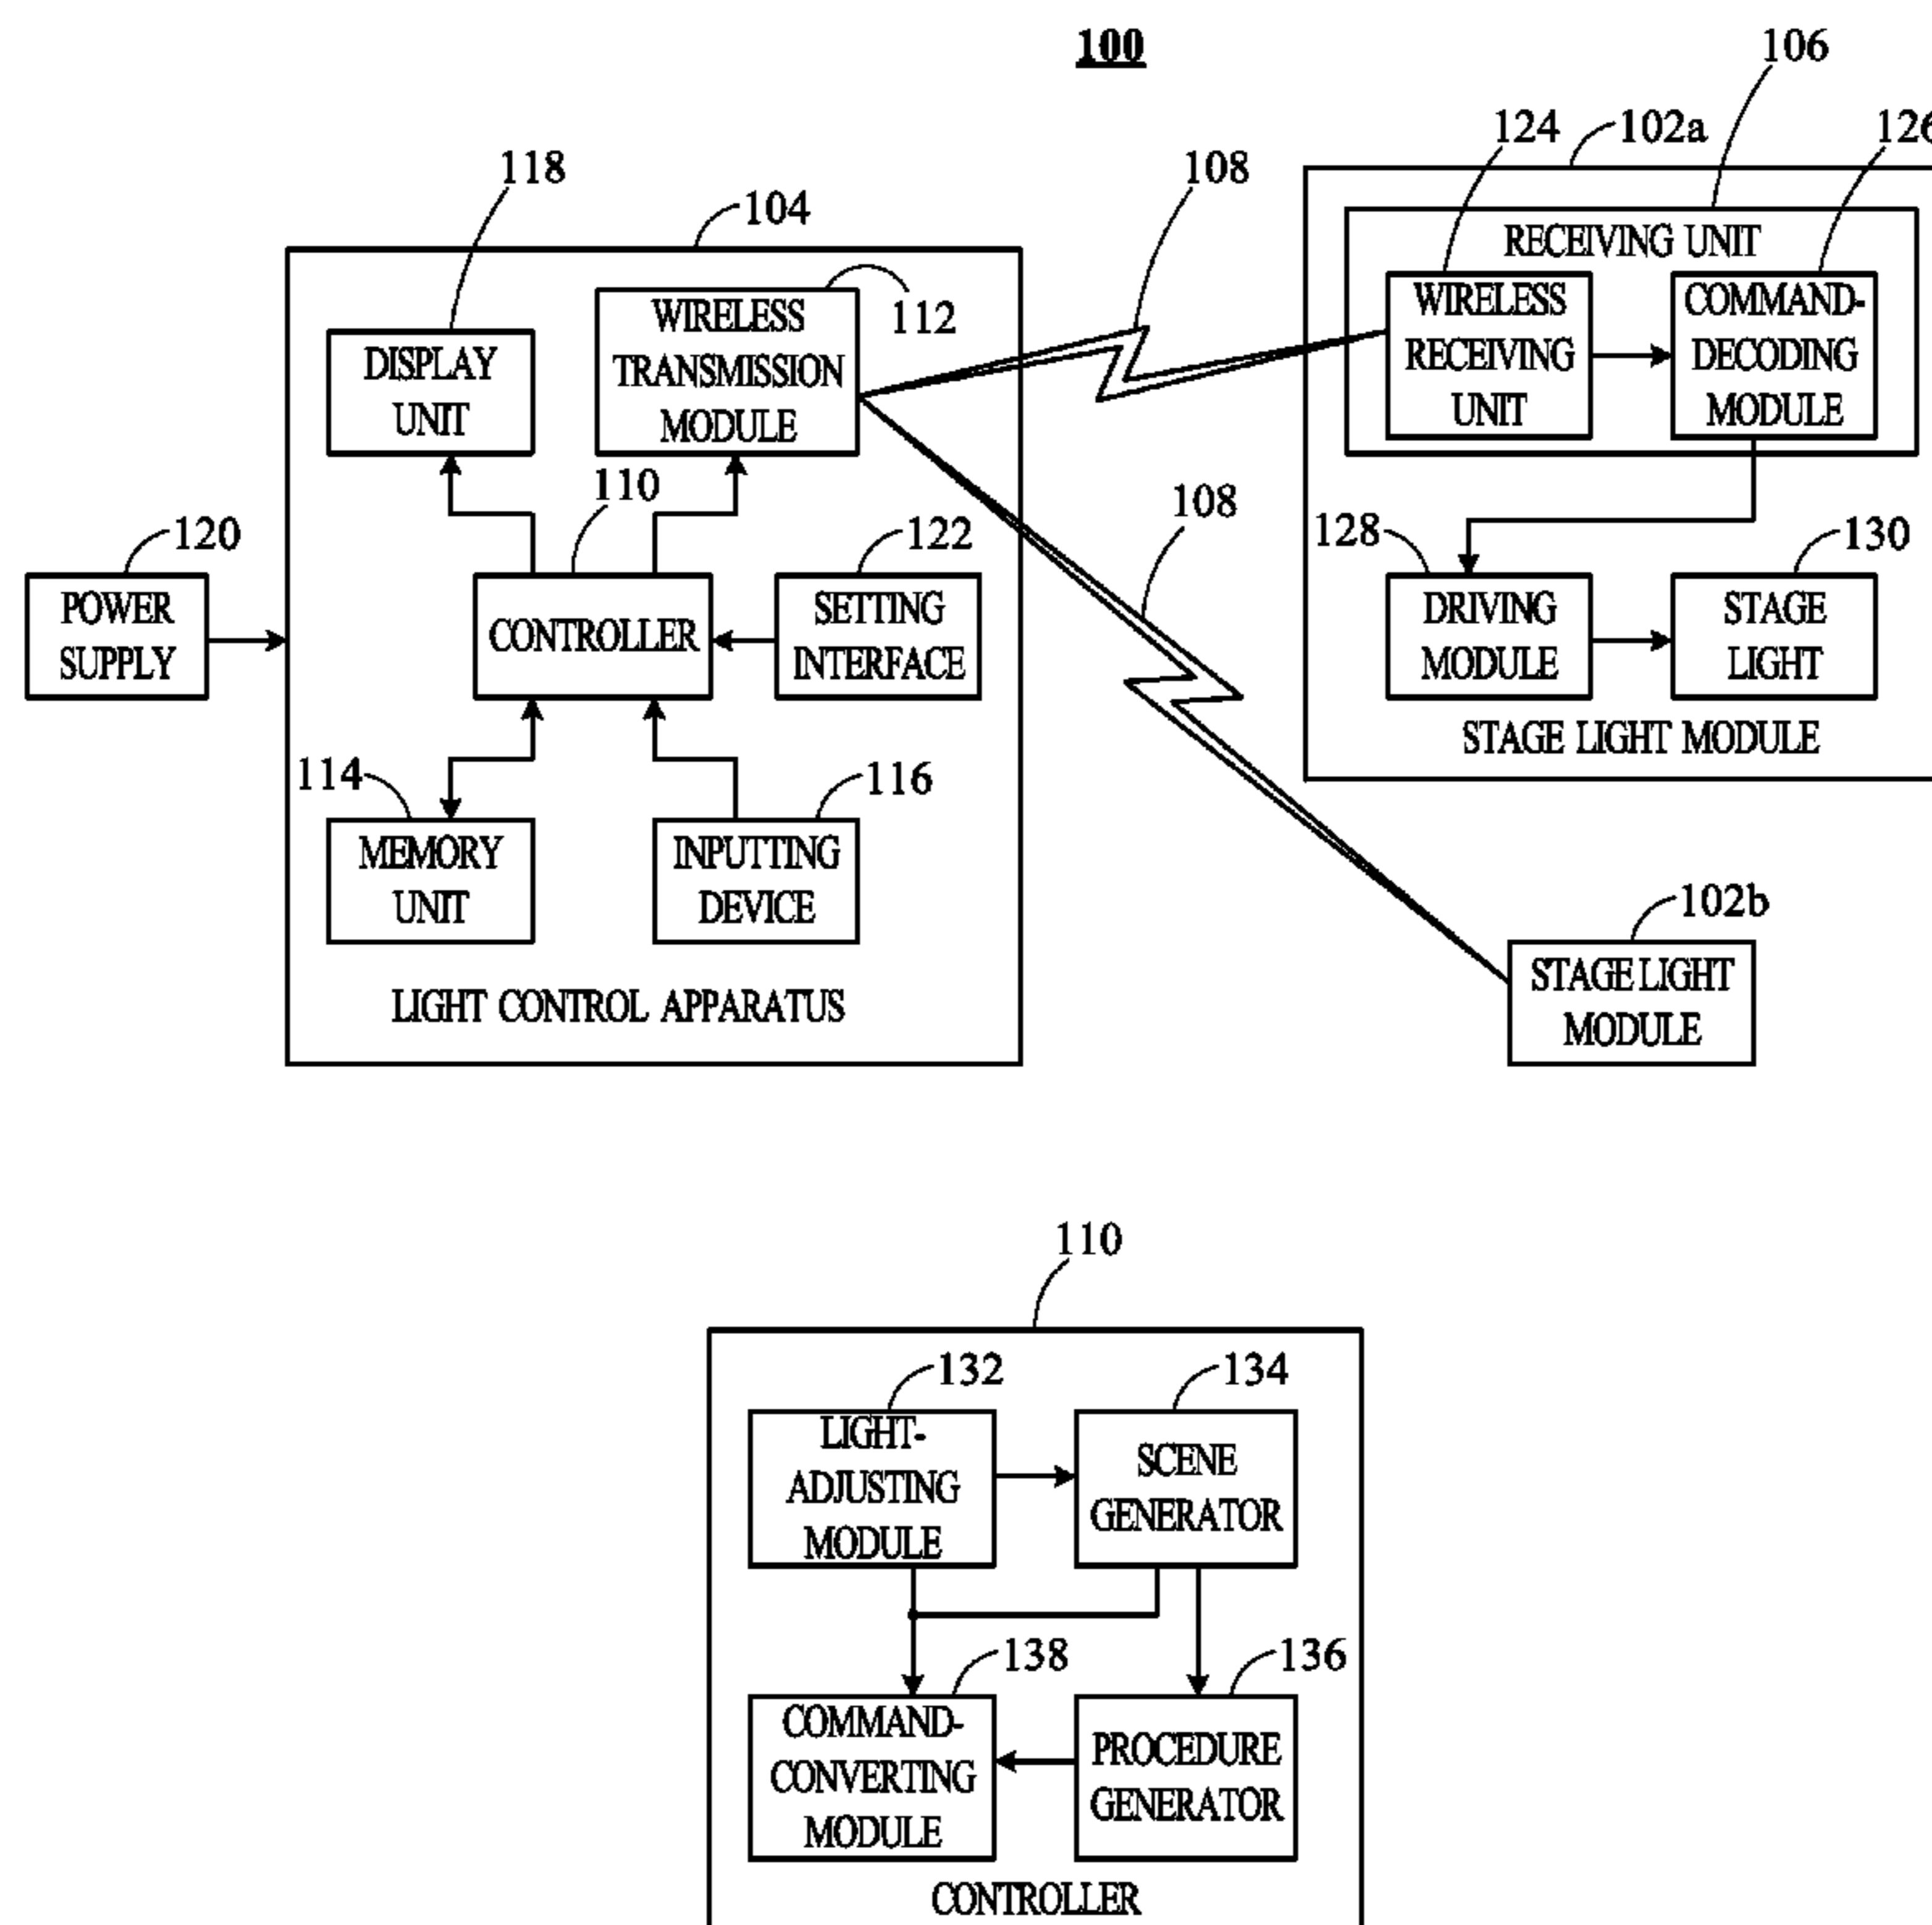 100
106
124
102a
126
118
104
108
RECEIVING UNIT
112
WIRELESS
TRANSMISSION
MODULE
DISPLAY
UNIT
WIRELESS
RECEIVING
UNIT
COMMAND-
DECODING
MODULE
110
108
120
122
128
130
POWER
SUPPLY
CONTROLLER
SETTING
INTERFACE
DRIVING
MODULE
STAGE
LIGHT
STAGE LIGHT MODULE
114
116
MEMORY
UNIT
INPUTTING
DEVICE
102b
LIGHT CONTROL APPARATUS
STAGE LIGHT
MODULE
110
132
134
LIGHT-
ADJUSTING
MODULE
SCENE
GENERATOR
138
136
COMMAND-
CONVERTING
MODULE
PROCEDURE
GENERATOR
CONTROLLER